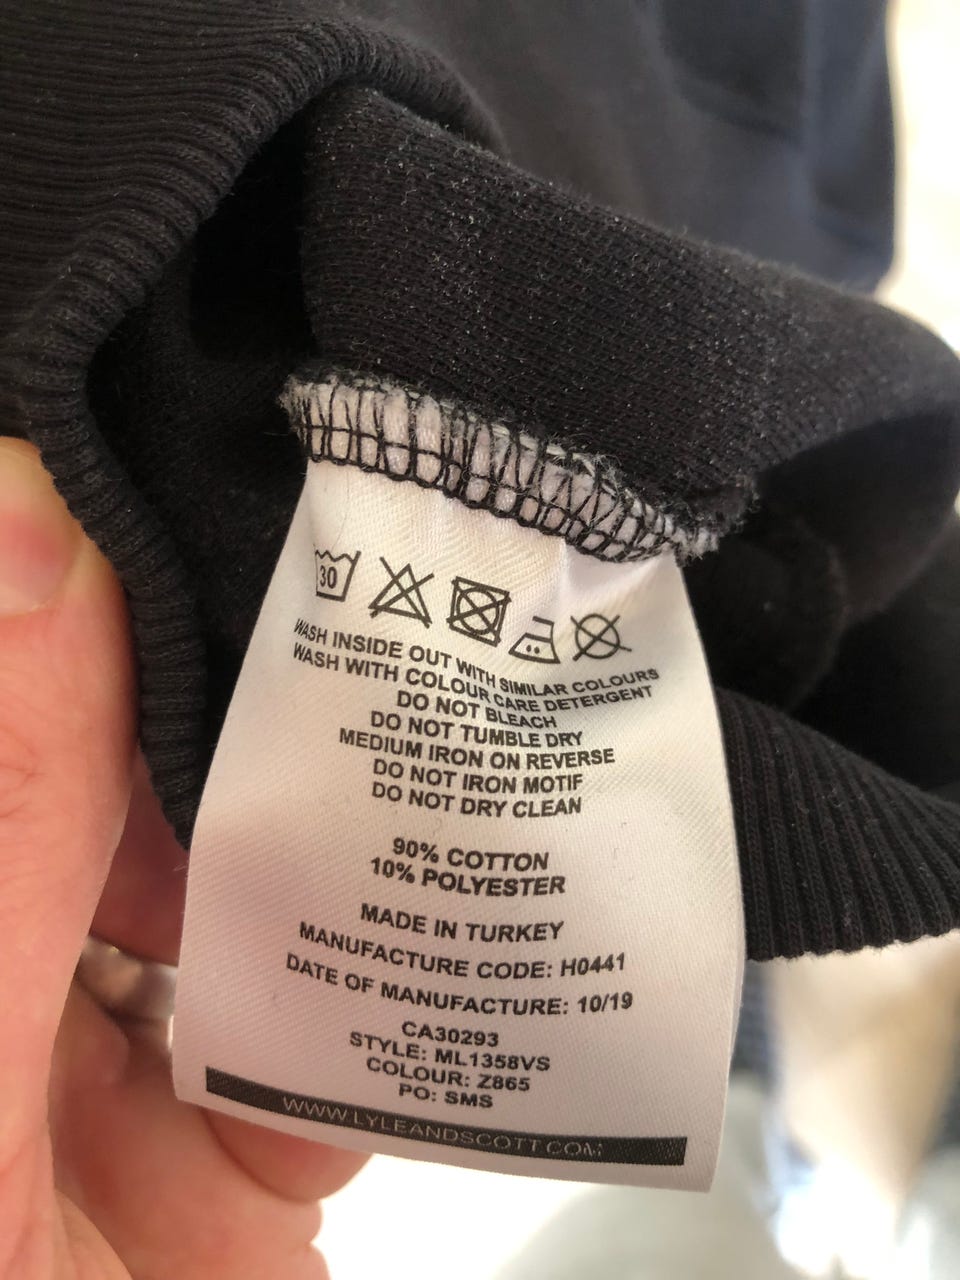 30
WASH INSIDE OUT WITH SIMILAR COLOURS
WASH WITH COLOUR CARE DETERGENT
DO NOT BLEACH
DO NOT TUMBLE DRY
MEDIUM IRON ON REVERSE
DO NOT IRON MOTIF
DO NOT DRY CLEAN
90% COTTON
10% POLYESTER
MADE IN TURKEY
MANUFACTURE CODE: H0441
DATE OF MANUFACTURE: 10/19
CA30293
STYLE: ML1358VS
COLOUR: Z865
PO: SMS
WWW.LYLEANDSCOTT.COM